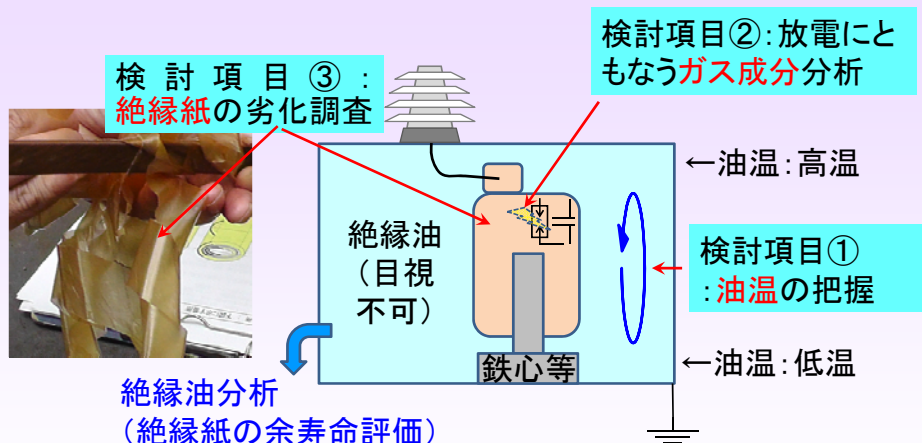 検討項目②：放電にと
もなうガス成分分析
検討項目③：
絶縁紙の劣化調査
←油温：高温
絶縁油
（目視
不可）
検討項目①
：油温の把握
鉄心等
←油温：低温
絶縁油分析
（絶縁紙の余寿命評価）